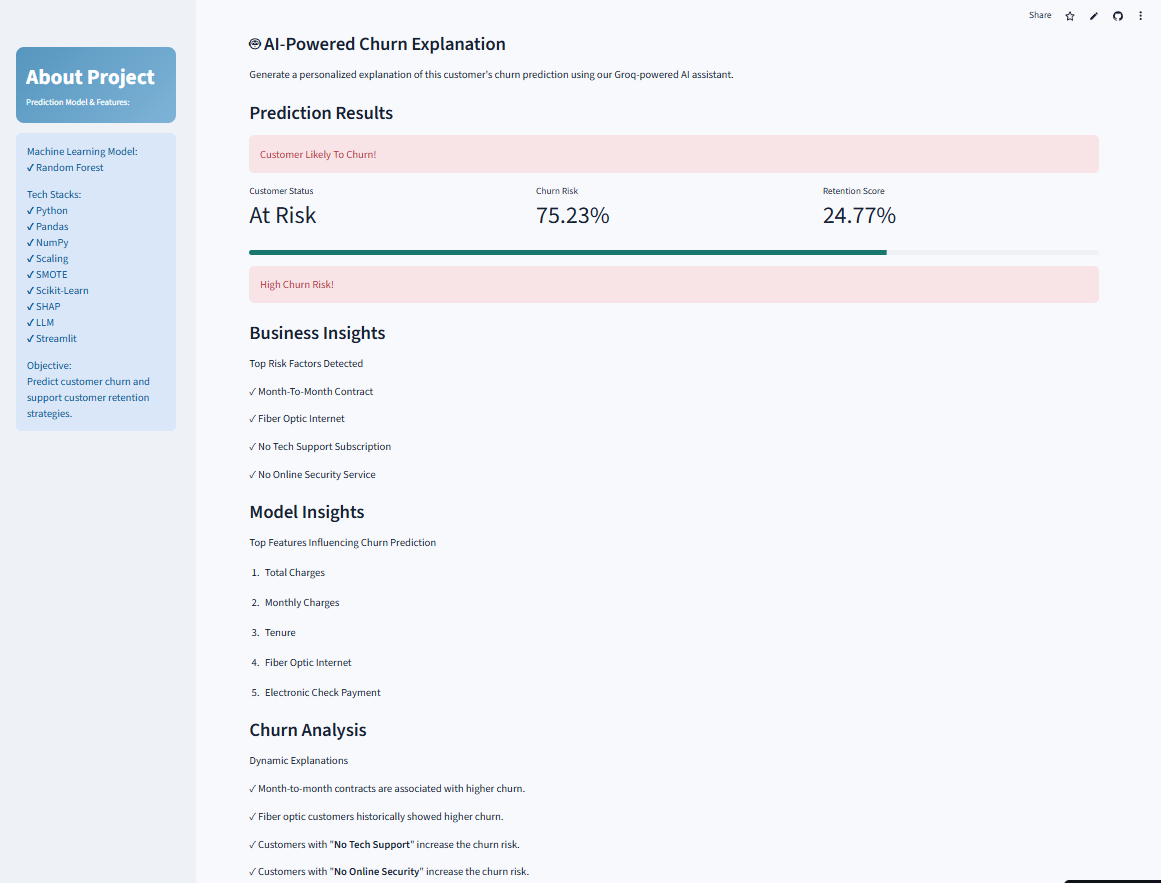 Share
About Project
Prediction Model & Features:
Machine Learning Model:
✓ Random Forest
Tech Stacks:
✓ Python
✓ Pandas
✓ NumPy
✓ Scaling
✓ SMOTE
✓ Scikit-Learn
✓ SHAP
✓ LLM
✓ Streamlit
Objective:
Predict customer churn and
support customer retention
strategies.
AI-Powered Churn Explanation
Generate a personalized explanation of this customer's churn prediction using our Groq-powered AI assistant.
Prediction Results
Customer Likely To Churn!
Customer Status
At Risk
Churn Risk
75.23%
Retention Score
24.77%
High Churn Risk!
Business Insights
Top Risk Factors Detected
✓ Month-To-Month Contract
✓ Fiber Optic Internet
✓ No Tech Support Subscription
✓ No Online Security Service
Model Insights
Top Features Influencing Churn Prediction
1. Total Charges
2. Monthly Charges
3. Tenure
4. Fiber Optic Internet
5. Electronic Check Payment
Churn Analysis
Dynamic Explanations
✓ Month-to-month contracts are associated with higher churn.
✓ Fiber optic customers historically showed higher churn.
✓ Customers with "No Tech Support" increase the churn risk.
✓ Customers with "No Online Security" increase the churn risk.